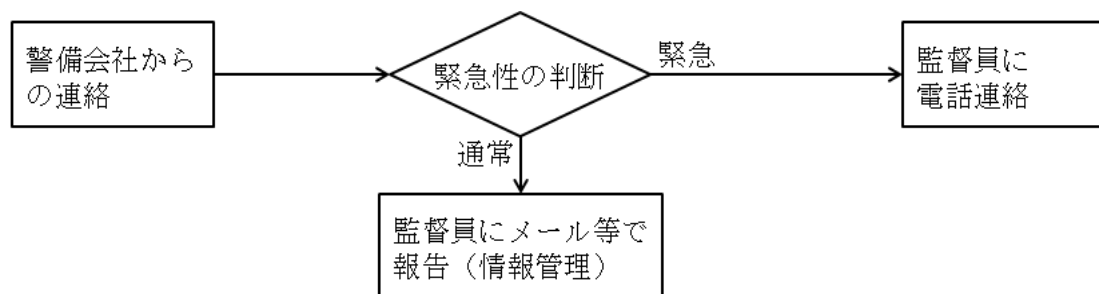 警備会社から
の連絡
緊急性の判断
緊急
監督員に
電話連絡
通常
監督員にメール等で
報告（情報管理）